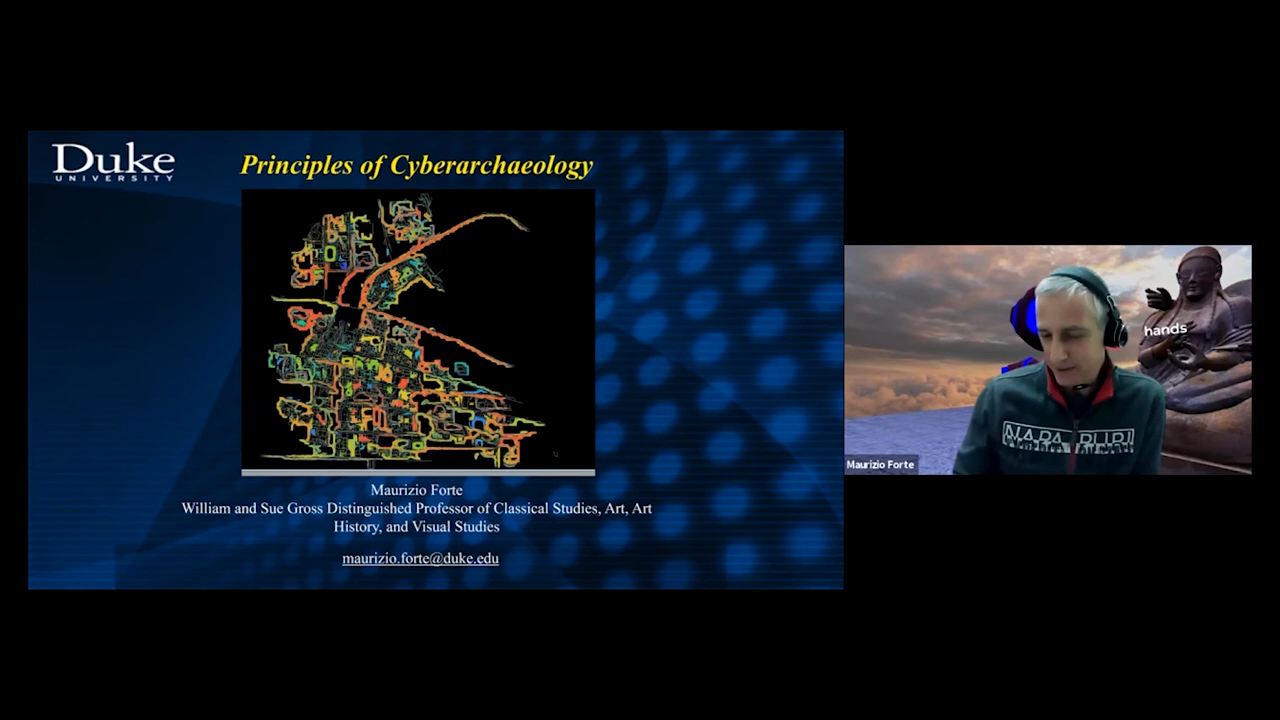 Duke
UNIVERSITY
Principles of Cyberarchaeology
Maurizio Forte
William and Sue Gross Distinguished Professor of Classical Studies, Art, Art
History, and Visual Studies
maurizio.forte@duke.edu
hands
Maurizio Forte